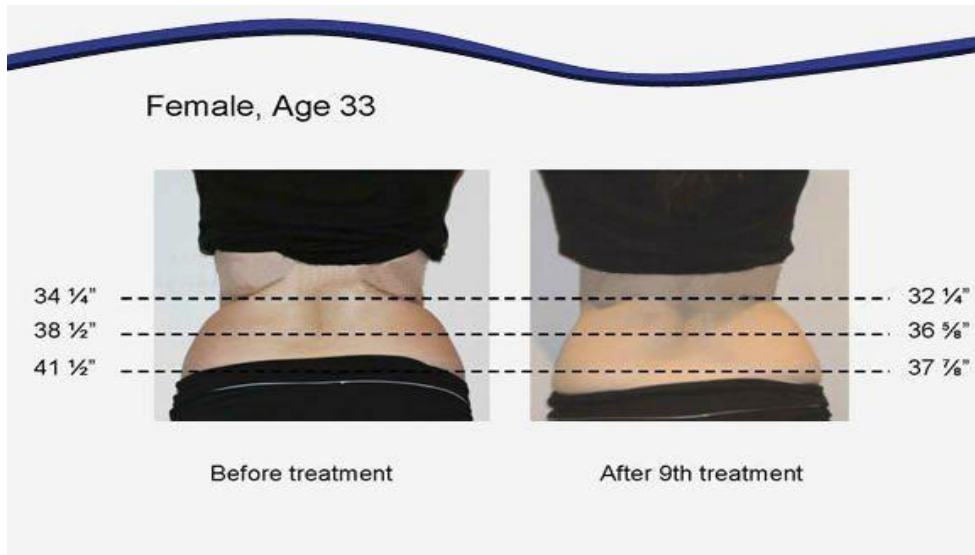 Female, Age 33
34 ¼"
38 ½"
41 ½"
32 ¼"
36 ⅝"
37 ⅞"
Before treatment
After 9th treatment